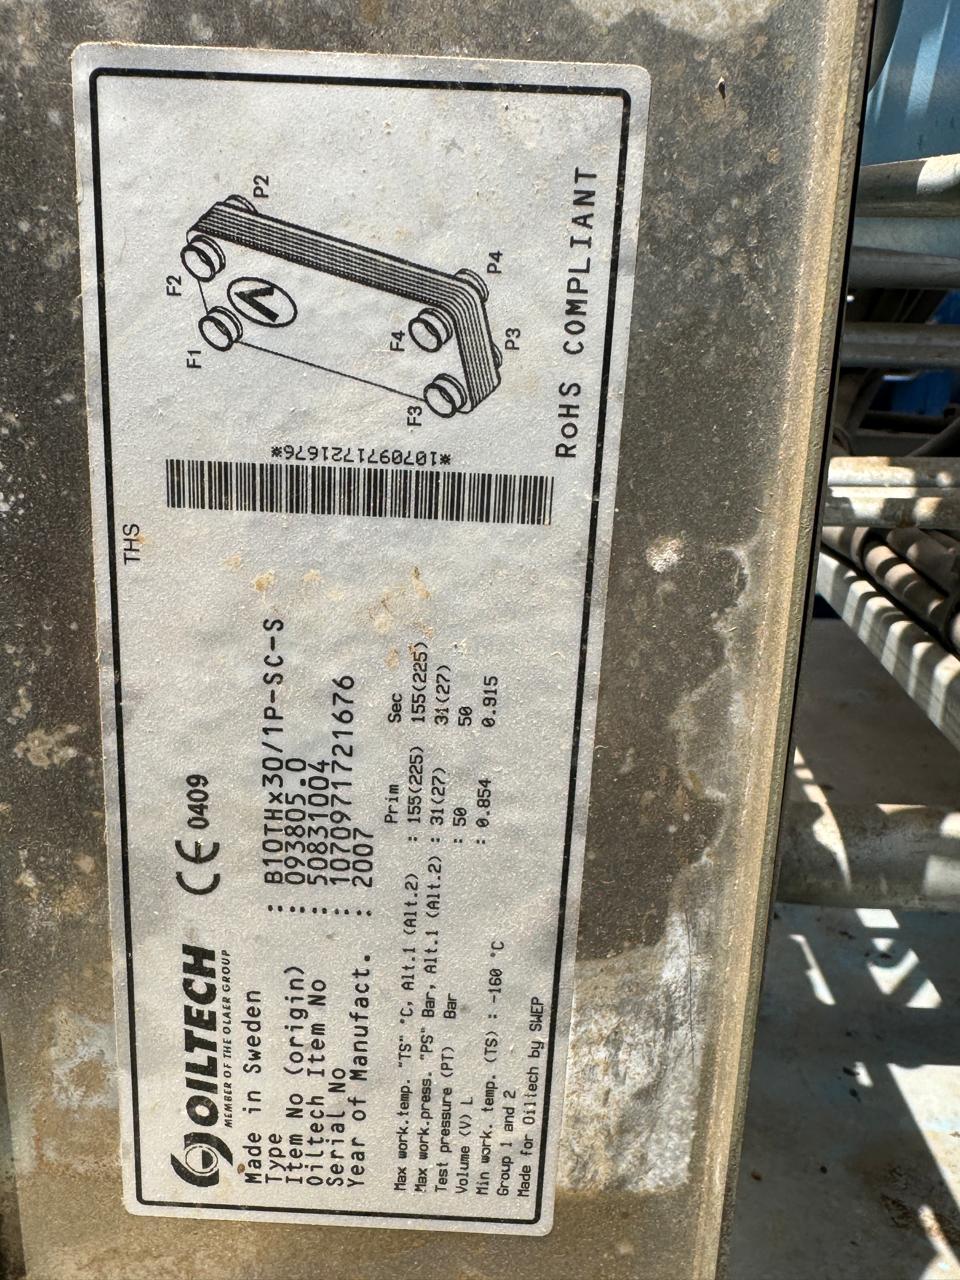 OILTECH
MEMBER OF THE OLAER GROUP
CE 0409
THS
Made in Sweden
Type : B10THx30/1P-SC-S
Item No (origin) : 093805.0
Oiltech Item No : 50831004
Serial No : 10709717​21676
Year of Manufact. : 2007
Prim Sec
Max work.temp. "TS" °C, Alt.1 (Alt.2) : 155(225) 155(225)
Max work.press. "PS" Bar, Alt.1 (Alt.2) : 31(27) 31(27)
Test pressure (PT) Bar : 50 50
Volume (V) L : 0.854 0.915
Min work. temp. (TS) : -160 °C
Group 1 and 2
Made for Oiltech by SWEP
*1070971721676*
F1
F2
P2
F3
F4
P4
P3
RoHS COMPLIANT